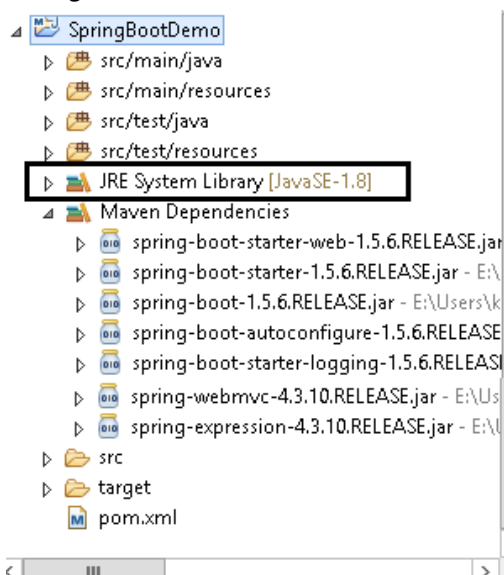 SpringBootDemo
src/main/java
src/main/resources
src/test/java
src/test/resources
JRE System Library [JavaSE-1.8]
Maven Dependencies
spring-boot-starter-web-1.5.6.RELEASE.jar
spring-boot-starter-1.5.6.RELEASE.jar - E:\
spring-boot-1.5.6.RELEASE.jar - E:\Users\k
spring-boot-autoconfigure-1.5.6.RELEASE
spring-boot-starter-logging-1.5.6.RELEAS
spring-webmvc-4.3.10.RELEASE.jar - E:\Us
spring-expression-4.3.10.RELEASE.jar - E:\
src
target
pom.xml